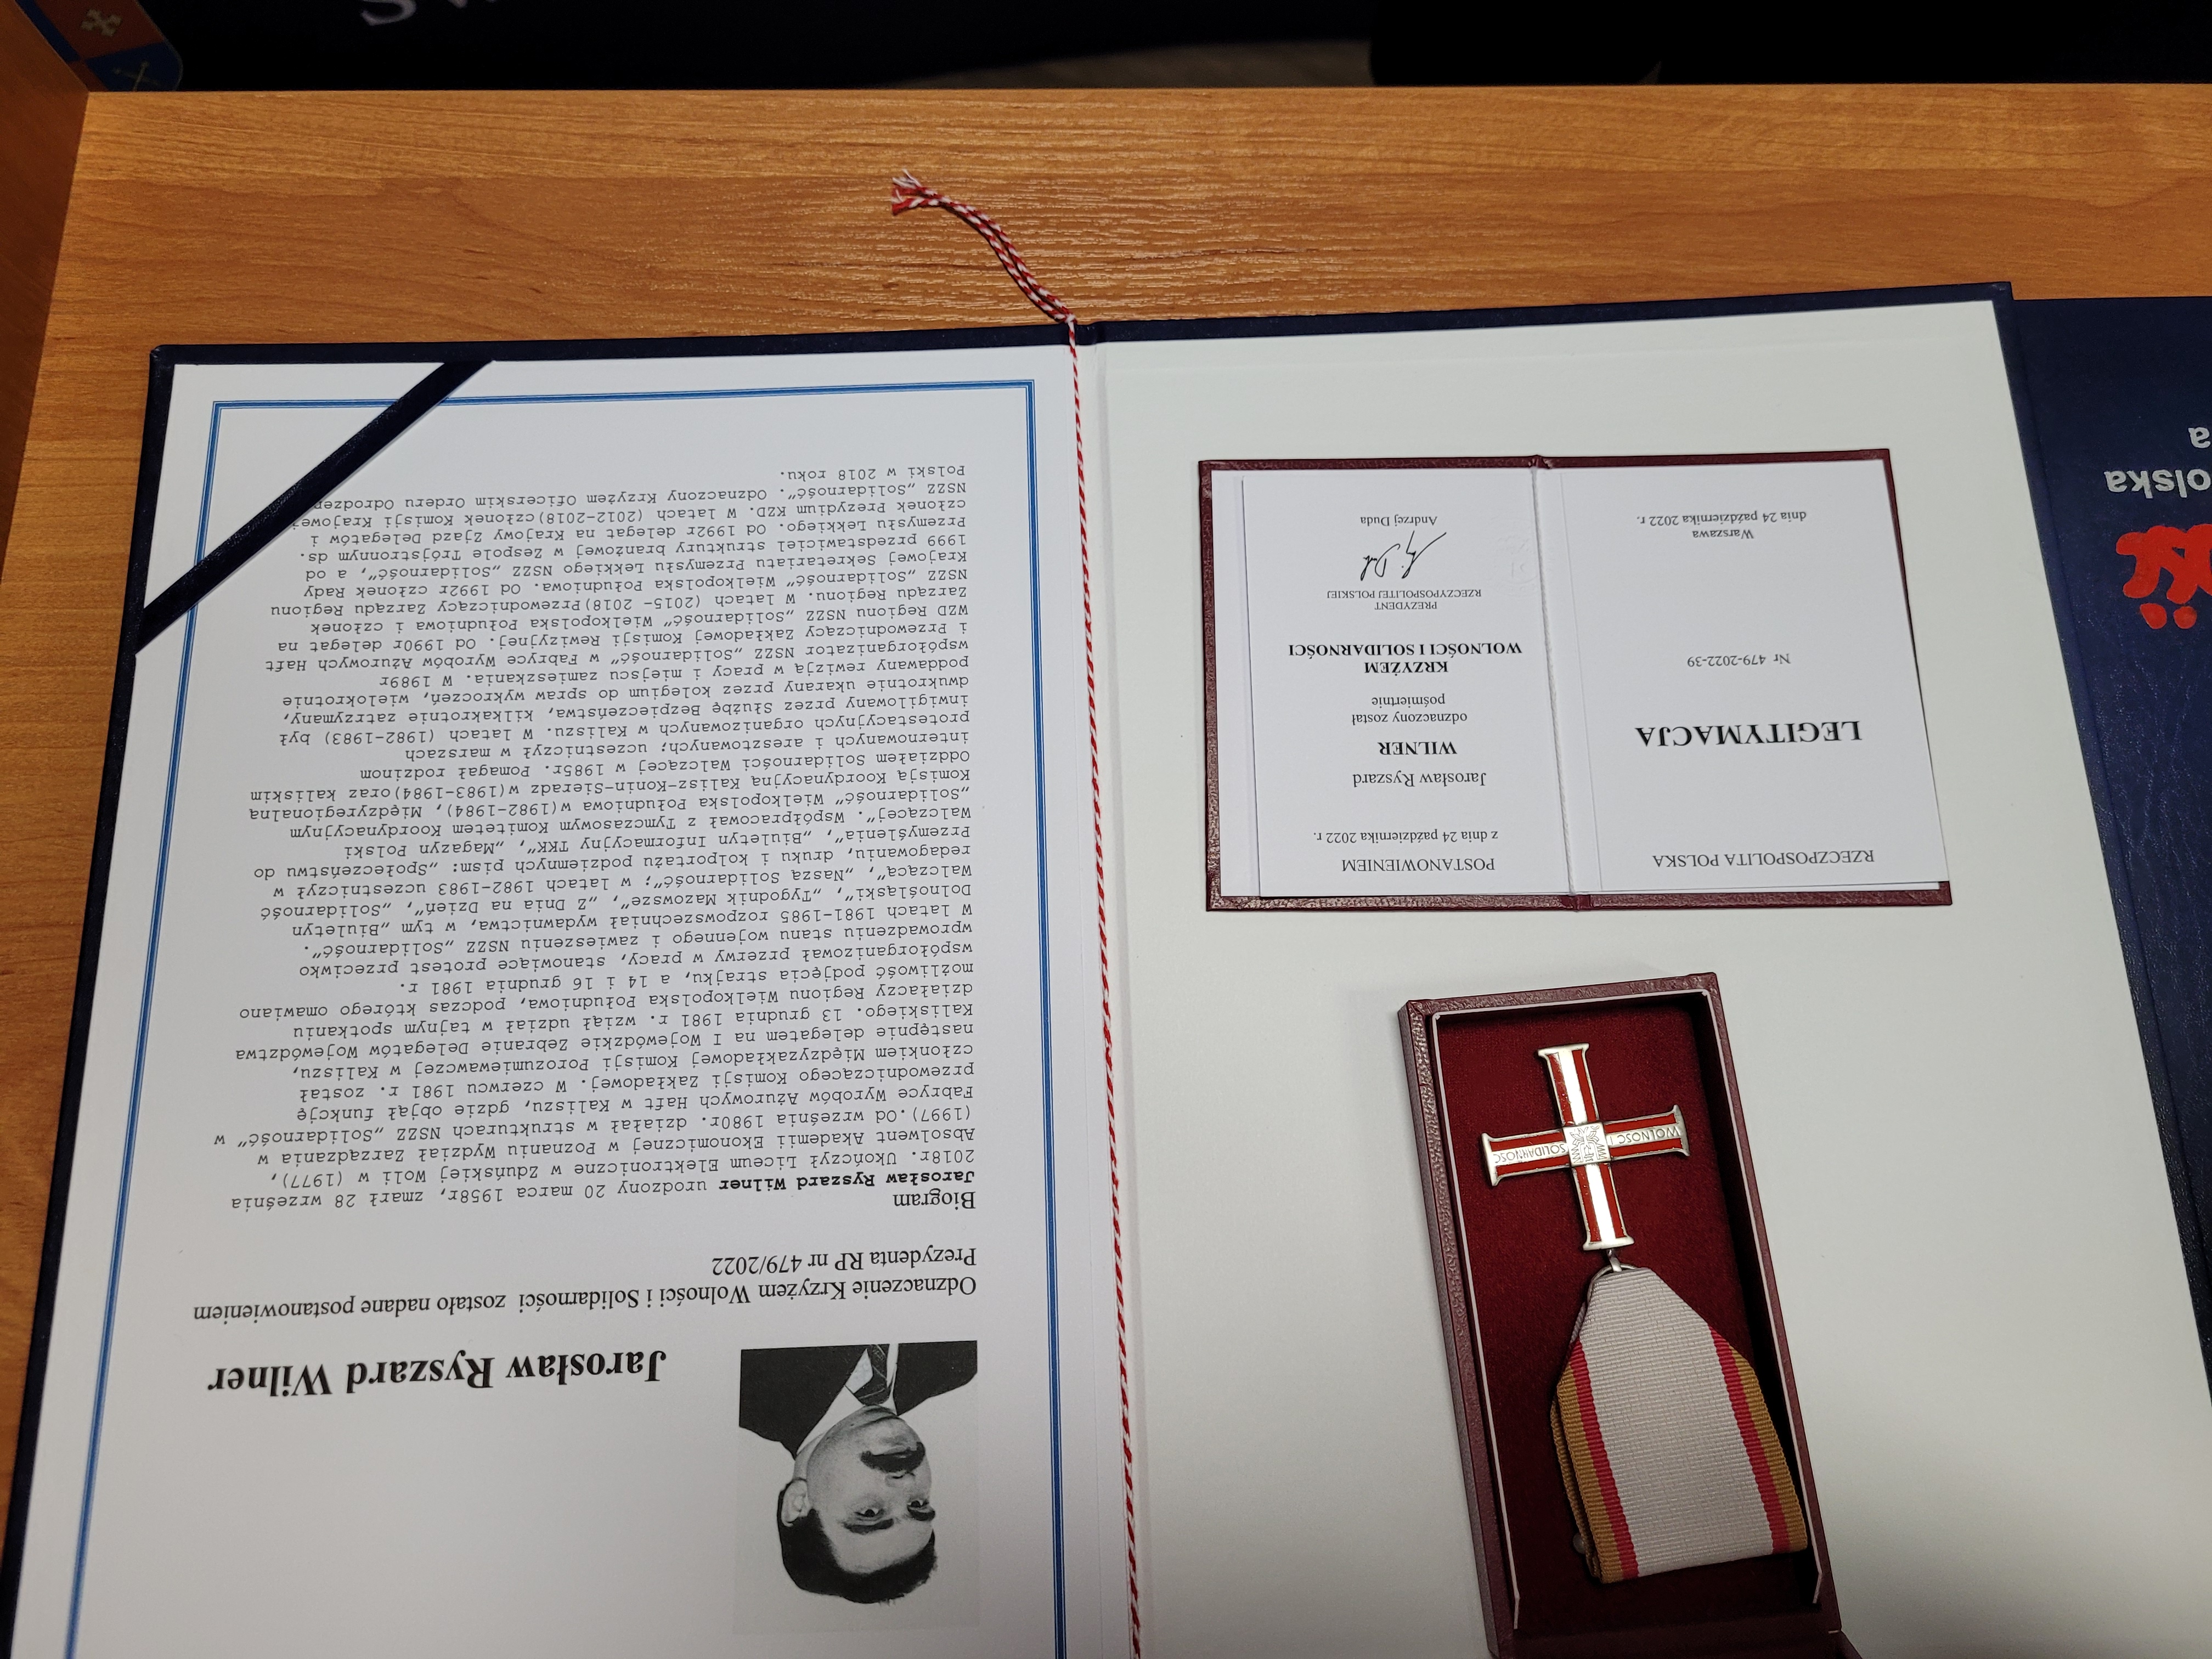 Jarosław Ryszard Wilner
Odznaczenie Krzyżem Wolności i Solidarności zostało nadane postanowieniem
Prezydenta RP nr 479/2022
Biogram
Jarosław Ryszard Wilner urodzony 20 marca 1958r, zmarł 28 września
2018r. Ukończył Liceum Elektroniczne w Zduńskiej Woli w (1977),
Absolwent Akademii Ekonomicznej w Poznaniu Wydział Zarządzania w
(1997).Od września 1980r. działał w strukturach NSZZ „Solidarność" w
Fabryce Wyrobów Ażurowych Haft w Kaliszu, gdzie objął funkcję
przewodniczącego Komisji Zakładowej. W czerwcu 1981 r. został
członkiem Międzyzakładowej Komisji Porozumiewawczej w Kaliszu,
następnie delegatem na I Wojewódzkie Zebranie Delegatów Województwa
Kaliskiego. 13 grudnia 1981 r. wziął udział w tajnym spotkaniu
działaczy Regionu Wielkopolska Południowa, podczas którego omawiano
możliwość podjęcia strajku, a 14 i 16 grudnia 1981 r.
współorganizował przerwy w pracy, stanowiące protest przeciwko
wprowadzeniu stanu wojennego i zawieszeniu NSZZ „Solidarność".
W latach 1981-1985 rozpowszechniał wydawnictwa, w tym „Biuletyn
Dolnośląski", „Tygodnik Mazowsze", „Z Dnia na Dzień", „Solidarność
Walcząca", „Naszą Solidarność"; w latach 1982-1983 uczestniczył w
redagowaniu, druku i kolportażu podziemnych pism: „Społeczeństwu do
Przemyślenia", „Biuletyn Informacyjny TKK", „Magazyn Polski
Walczącej". Współpracował z Tymczasowym Komitetem Koordynacyjnym
„Solidarność" Wielkopolska Południowa w(1982-1984), Międzyregionalną
Komisją Koordynacyjną Kalisz-Konin-Sieradz w(1983-1984)oraz kaliskim
Oddziałem Solidarności Walczącej w 1985r. Pomagał rodzinom
internowanych i aresztowanych; uczestniczył w marszach
protestacyjnych organizowanych w Kaliszu. W latach (1982-1983) był
inwigilowany przez Służbę Bezpieczeństwa, kilkakrotnie zatrzymany,
dwukrotnie ukarany przez kolegium do spraw wykroczeń, wielokrotnie
poddawany rewizją w pracy i miejscu zamieszkania. W 1989r
współorganizator NSZZ „Solidarność" w Fabryce Wyrobów Ażurowych Haft
i Przewodniczący Zakładowej Komisji Rewizyjnej. Od 1990r delegat na
WZD Regionu NSZZ „Solidarność" Wielkopolska Południowa i członek
Zarządu Regionu. W latach (2015- 2018)Przewodniczący Zarządu Regionu
NSZZ „Solidarność" Wielkopolska Południowa. Od 1992r członek Rady
Krajowej Sekretariatu Przemysłu Lekkiego NSZZ „Solidarność", a od
1999 przedstawiciel struktury branżowej w Zespole Trójstronnym ds.
Przemysłu Lekkiego. Od 1992r delegat na Krajowy Zjazd Delegatów i
członek Prezydium KZD. W latach (2012-2018)członek Komisji Krajowej
NSZZ „Solidarność". Odznaczony Krzyżem Oficerskim Orderu Odrodzen
Polski w 2018 roku.
RZECZPOSPOLITA POLSKA
LEGITYMACJA
Nr 479-2022-39
Warszawa
dnia 24 października 2022 r.
POSTANOWIENIEM
z dnia 24 października 2022 r.
Jarosław Ryszard
WILNER
odznaczony został
pośmiertnie
KRZYŻEM
WOLNOŚCI I SOLIDARNOŚCI
PREZYDENT
RZECZYPOSPOLITEJ POLSKIEJ
Andrzej Duda
WOLNOŚĆ I
SOLIDARNOŚĆ
olska
a